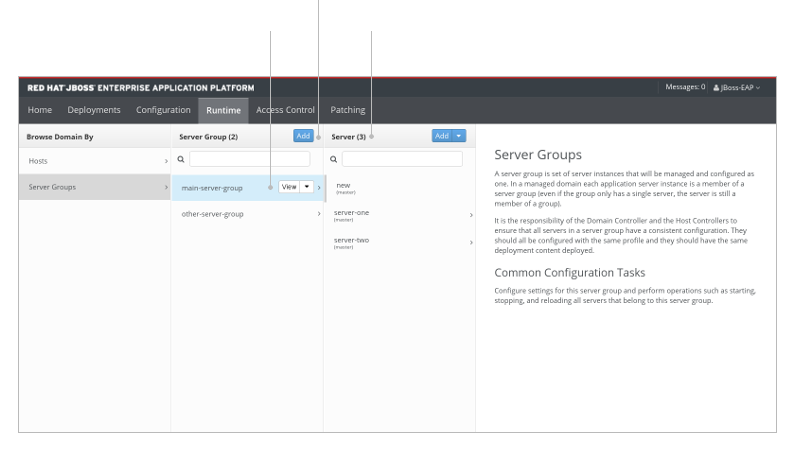 RED HAT JBOSS ENTERPRISE APPLICATION PLATFORM
Messages: 0 JBoss-EAP
Home Deployments Configuration Runtime Access Control Patching
Browse Domain By
Hosts
Server Groups
Server Group (2) Add
main-server-group View
other-server-group
Server (3) Add
new
(master)
server-one
(master)
server-two
(master)
Server Groups
A server group is set of server instances that will be managed and configured as
one. In a managed domain each application server instance is a member of a
server group (even if the group only has a single server, the server is still a
member of a group).
It is the responsibility of the Domain Controller and the Host Controllers to
ensure that all servers in a server group have a consistent configuration. They
should all be configured with the same profile and they should have the same
deployment content deployed.
Common Configuration Tasks
Configure settings for this server group and perform operations such as starting,
stopping, and reloading all servers that belong to this server group.